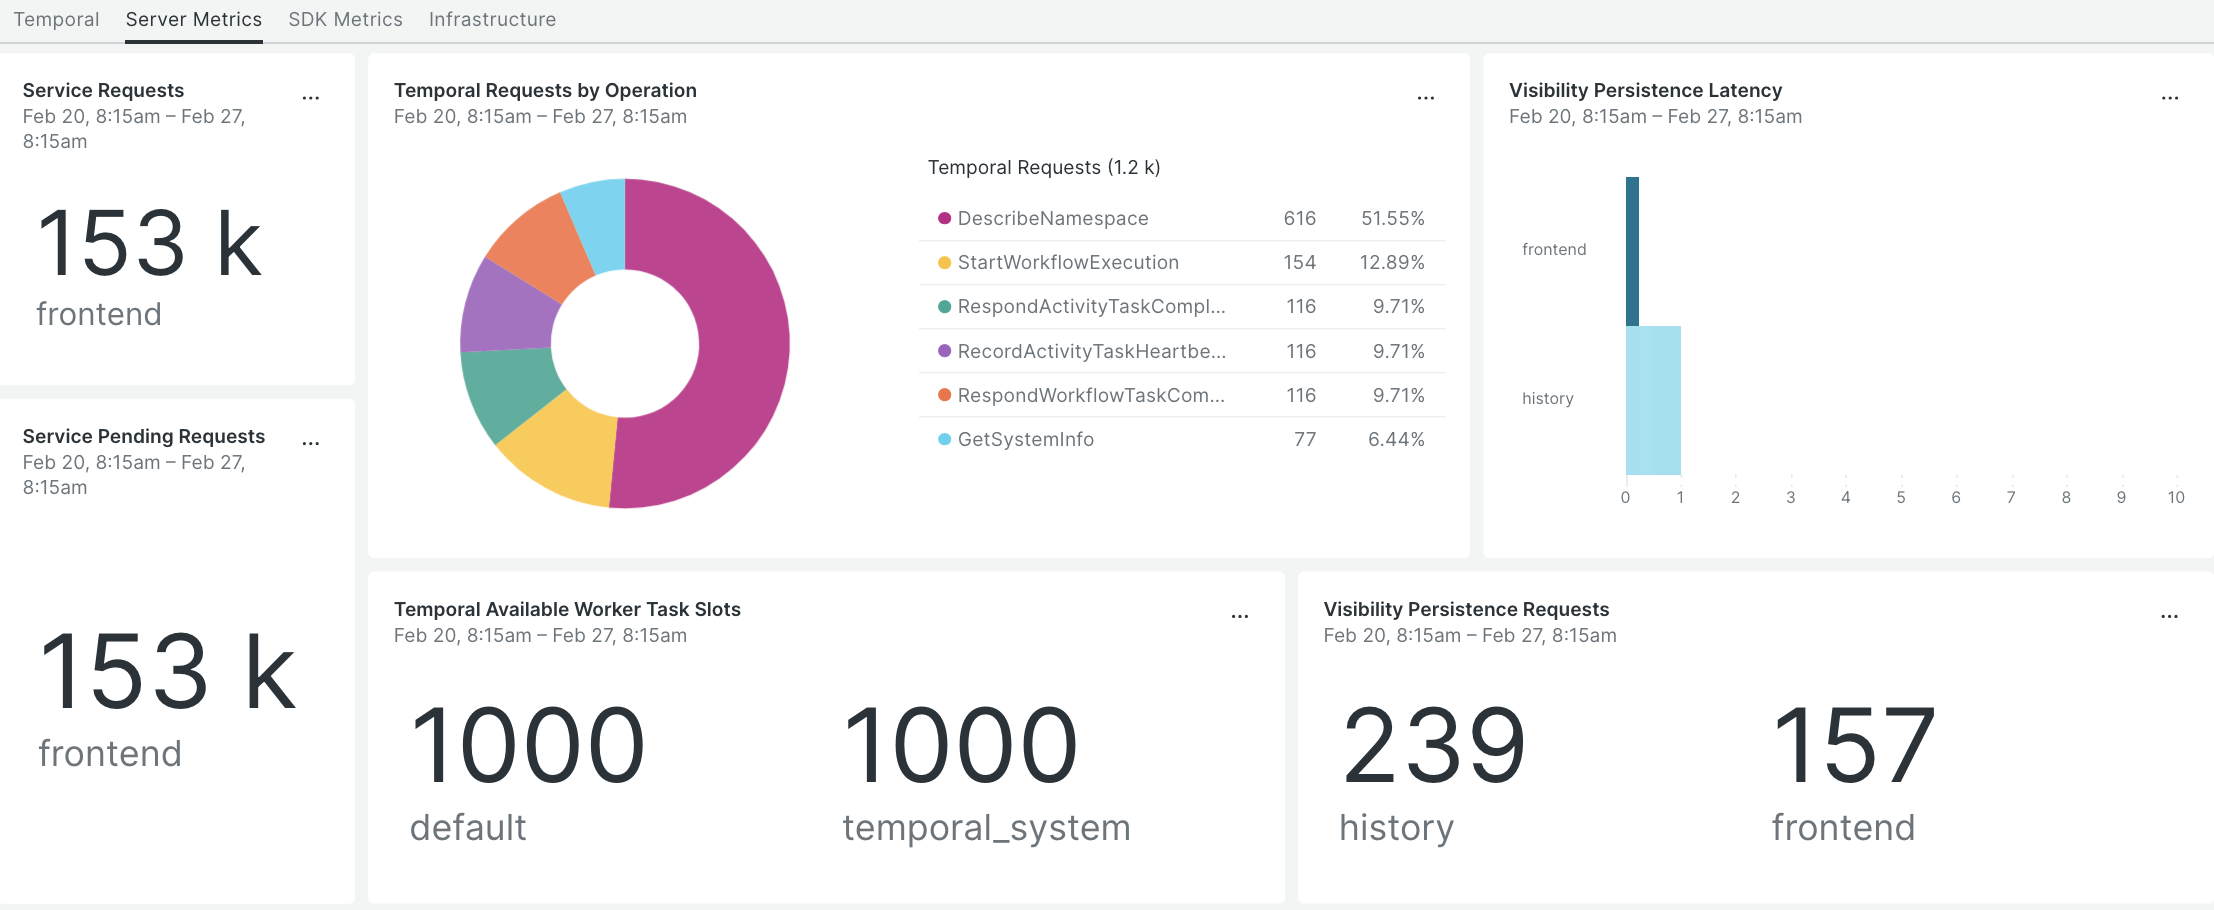 Temporal Server Metrics SDK Metrics Infrastructure
Service Requests
Feb 20, 8:15am – Feb 27,
8:15am
...
153 k
frontend
Service Pending Requests
Feb 20, 8:15am – Feb 27,
8:15am
...
153 k
frontend
Temporal Requests by Operation
Feb 20, 8:15am – Feb 27, 8:15am
...
Temporal Requests (1.2 k)
DescribeNamespace 616 51.55%
StartWorkflowExecution 154 12.89%
RespondActivityTaskCompl... 116 9.71%
RecordActivityTaskHeartbe... 116 9.71%
RespondWorkflowTaskCom... 116 9.71%
GetSystemInfo 77 6.44%
Visibility Persistence Latency
Feb 20, 8:15am – Feb 27, 8:15am
...
frontend
history
0 1 2 3 4 5 6 7 8 9 10
Temporal Available Worker Task Slots
Feb 20, 8:15am – Feb 27, 8:15am
...
1000 1000
default temporal_system
Visibility Persistence Requests
Feb 20, 8:15am – Feb 27, 8:15am
...
239 157
history frontend